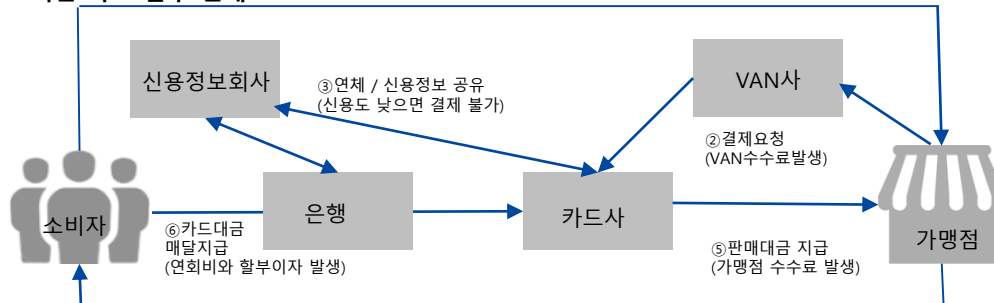 신용정보회사
③연체 / 신용정보 공유
(신용도 낮으면 결제 불가)
VAN사
②결제요청
(VAN수수료발생)
소비자
은행
카드사
가맹점
⑥카드대금
매달지급
(연회비와 할부이자 발생)
⑤판매대금 지급
(가맹점 수수료 발생)